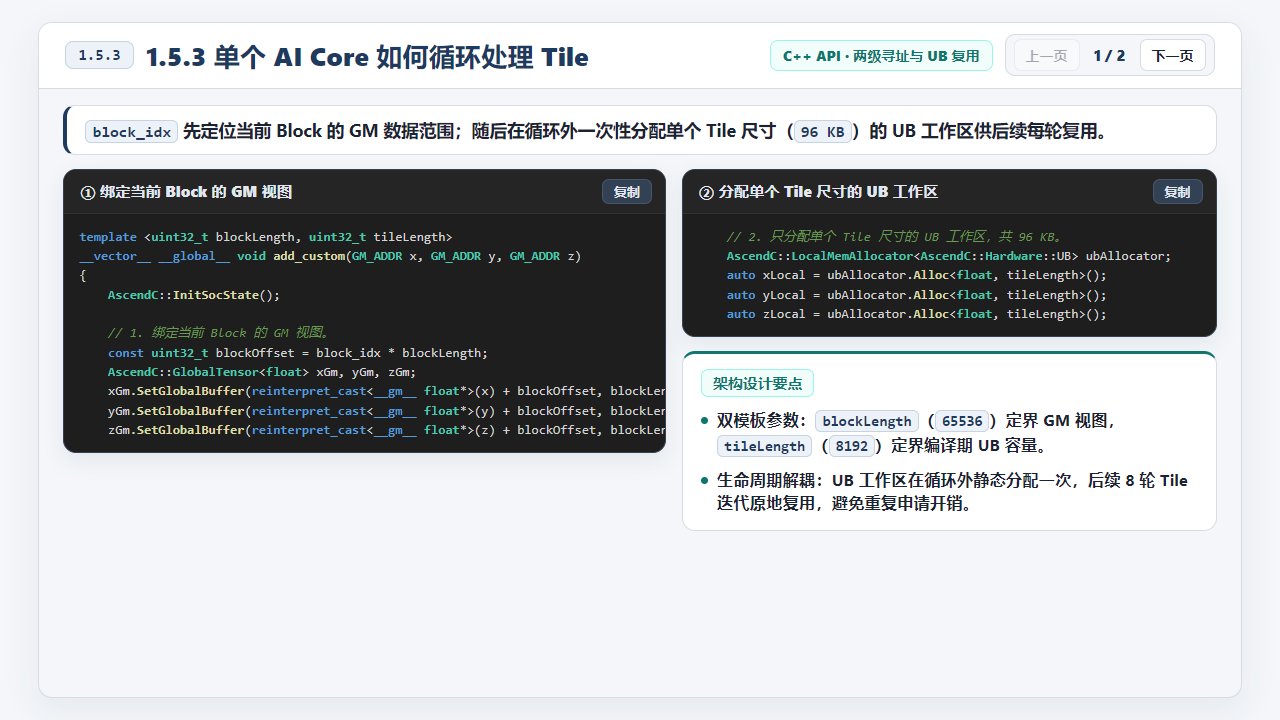 1.5.3
1.5.3 单个 AI Core 如何循环处理 Tile
C++ API · 两级寻址与 UB 复用
上一页
1 / 2
下一页
block_idx 先定位当前 Block 的 GM 数据范围；随后在循环外一次性分配单个 Tile 尺寸（96 KB）的 UB 工作区供后续每轮复用。
① 绑定当前 Block 的 GM 视图
复制
template <uint32_t blockLength, uint32_t tileLength>
__vector__ __global__ void add_custom(GM_ADDR x, GM_ADDR y, GM_ADDR z)
{
    AscendC::InitSocState();
    // 1. 绑定当前 Block 的 GM 视图。
    const uint32_t blockOffset = block_idx * blockLength;
    AscendC::GlobalTensor<float> xGm, yGm, zGm;
    xGm.SetGlobalBuffer(reinterpret_cast<__gm__ float*>(x) + blockOffset, blockLen
    yGm.SetGlobalBuffer(reinterpret_cast<__gm__ float*>(y) + blockOffset, blockLen
    zGm.SetGlobalBuffer(reinterpret_cast<__gm__ float*>(z) + blockOffset, blockLen
② 分配单个 Tile 尺寸的 UB 工作区
复制
    // 2. 只分配单个 Tile 尺寸的 UB 工作区，共 96 KB。
    AscendC::LocalMemAllocator<AscendC::Hardware::UB> ubAllocator;
    auto xLocal = ubAllocator.Alloc<float, tileLength>();
    auto yLocal = ubAllocator.Alloc<float, tileLength>();
    auto zLocal = ubAllocator.Alloc<float, tileLength>();
架构设计要点
双模板参数：blockLength（65536）定界 GM 视图，
tileLength（8192）定界编译期 UB 容量。
生命周期解耦：UB 工作区在循环外静态分配一次，后续 8 轮 Tile
迭代原地复用，避免重复申请开销。